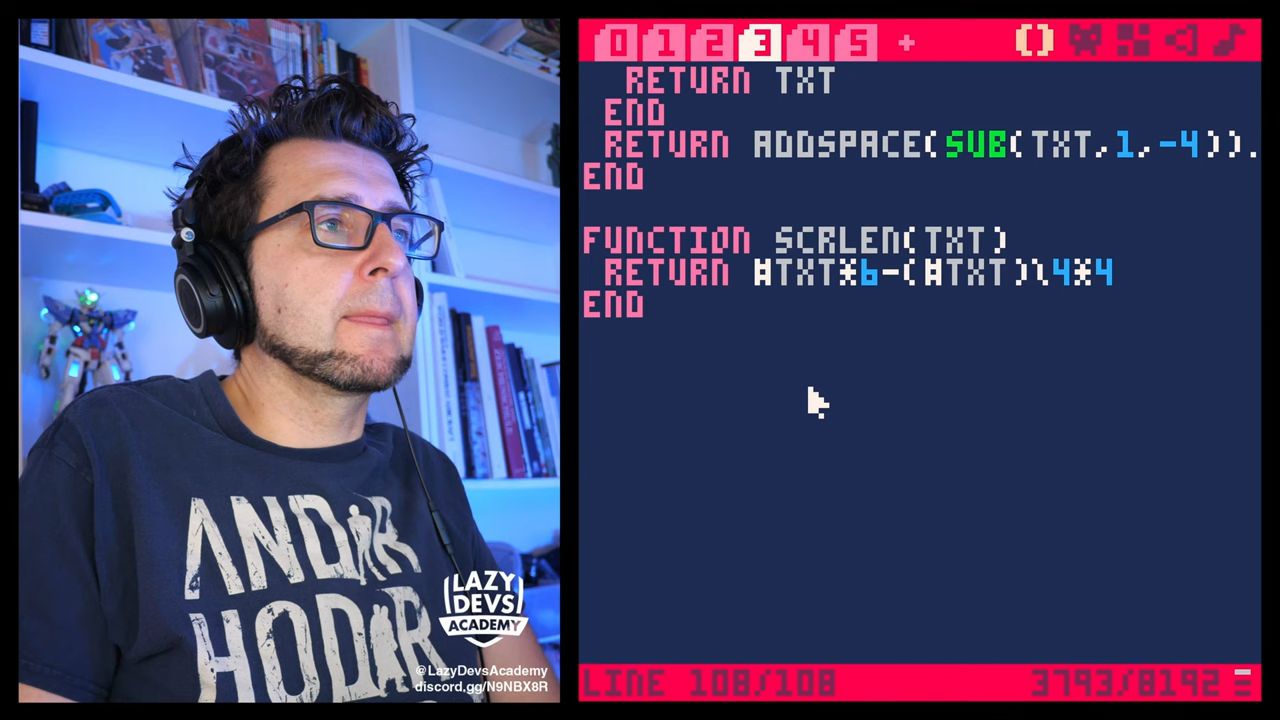 0 1 2 3 4 5 +
RETURN TXT
END
RETURN ADDSPACE(SUB(TXT,1,-4)).
END
FUNCTION SCRLEN(TXT)
RETURN #TXT*6-(#TXT)\4*4
END
LINE 108/108
3793/8192
ANDOR
HODOR
LAZY
DEVS
ACADEMY
@LazyDevsAcademy
discord.gg/N9NBX8R